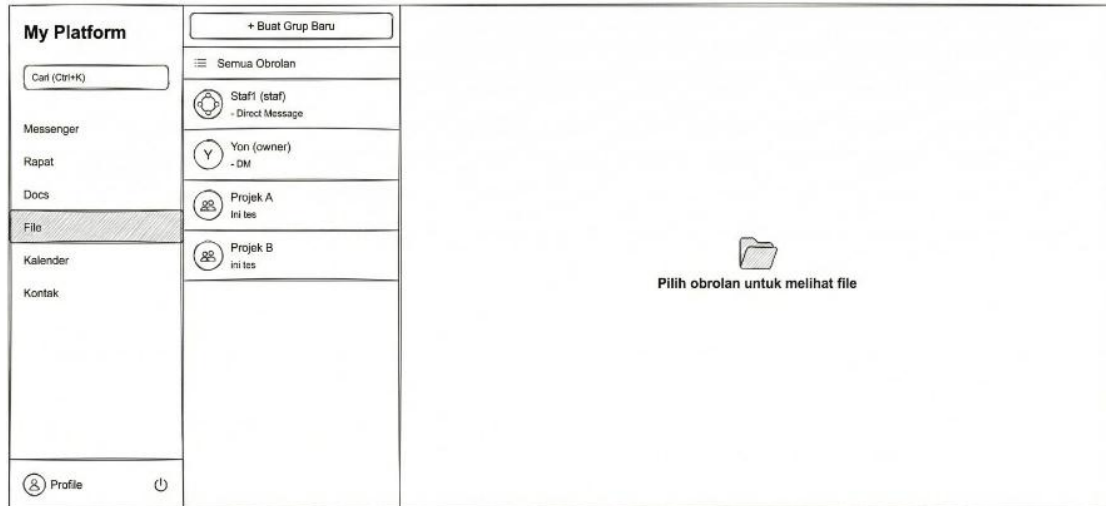 My Platform
Cari (Ctrl+K)
Messenger
Rapat
Docs
File
Kalender
Kontak
Profile
+ Buat Grup Baru
Semua Obrolan
Staf1 (staf)
- Direct Message
Y
Yon (owner)
- DM
Projek A
Ini tes
Projek B
ini tes
Pilih obrolan untuk melihat file